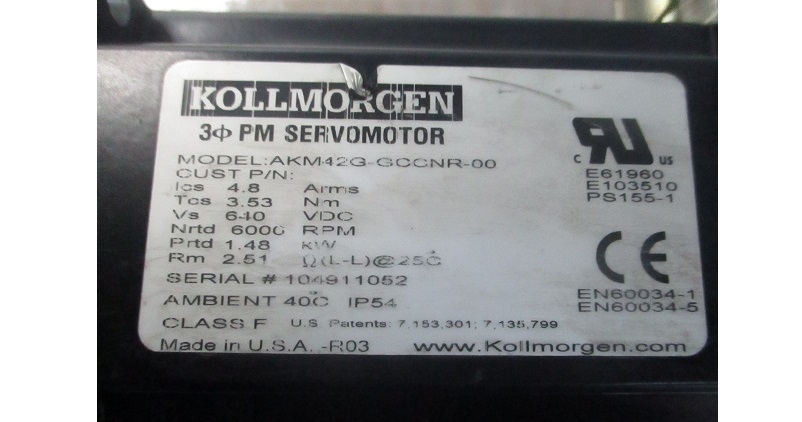 KOLLMORGEN
3Φ PM SERVOMOTOR
MODEL:AKM42G-GCCNR-00
CUST P/N:
Ics 4.8 Arms
Tcs 3.53 Nm
Vs 640 VDC
Nrtd 6000 RPM
Prtd 1.48 kW
Rm 2.51 Ω(L-L)@25C
SERIAL # 104911052
AMBIENT 40C IP54
CLASS F U.S Patents: 7,153,301; 7,135,799
Made in U.S.A. -R03 www.Kollmorgen.com
c RU US
E61960
E103510
PS155-1
CE
EN60034-1
EN60034-5